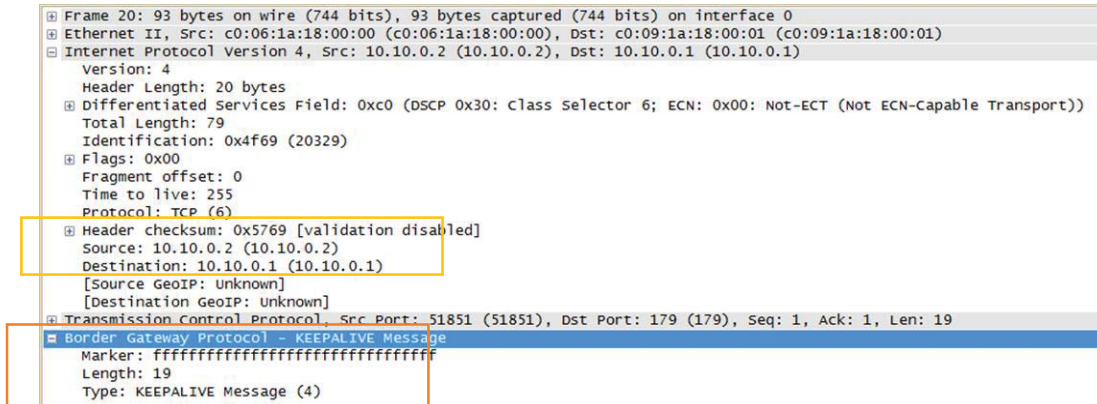 Frame 20: 93 bytes on wire (744 bits), 93 bytes captured (744 bits) on interface 0
Ethernet II, Src: c0:06:1a:18:00:00 (c0:06:1a:18:00:00), Dst: c0:09:1a:18:00:01 (c0:09:1a:18:00:01)
Internet Protocol Version 4, Src: 10.10.0.2 (10.10.0.2), Dst: 10.10.0.1 (10.10.0.1)
Version: 4
Header Length: 20 bytes
Differentiated Services Field: 0xc0 (DSCP 0x30: Class Selector 6; ECN: 0x00: Not-ECT (Not ECN-Capable Transport))
Total Length: 79
Identification: 0x4f69 (20329)
Flags: 0x00
Fragment offset: 0
Time to live: 255
Protocol: TCP (6)
Header checksum: 0x5769 [validation disabled]
Source: 10.10.0.2 (10.10.0.2)
Destination: 10.10.0.1 (10.10.0.1)
[Source GeoIP: Unknown]
[Destination GeoIP: Unknown]
Transmission Control Protocol, Src Port: 51851 (51851), Dst Port: 179 (179), Seq: 1, Ack: 1, Len: 19
Border Gateway Protocol - KEEPALIVE Message
Marker: ffffffffffffffffffffffffffffffff
Length: 19
Type: KEEPALIVE Message (4)